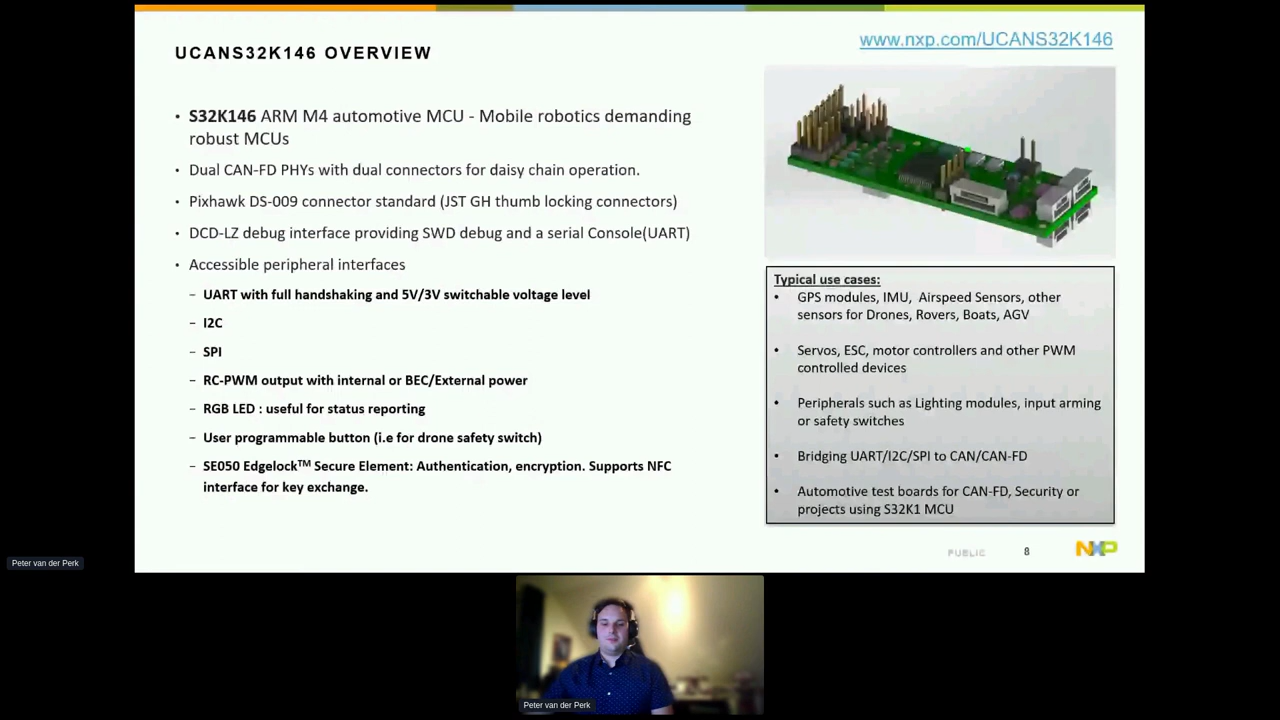 UCANS32K146 OVERVIEW
www.nxp.com/UCANS32K146
• S32K146 ARM M4 automotive MCU - Mobile robotics demanding
robust MCUs
• Dual CAN-FD PHYs with dual connectors for daisy chain operation.
• Pixhawk DS-009 connector standard (JST GH thumb locking connectors)
• DCD-LZ debug interface providing SWD debug and a serial Console(UART)
• Accessible peripheral interfaces
– UART with full handshaking and 5V/3V switchable voltage level
– I2C
– SPI
– RC-PWM output with internal or BEC/External power
– RGB LED : useful for status reporting
– User programmable button (i.e for drone safety switch)
– SE050 Edgelock™ Secure Element: Authentication, encryption. Supports NFC
interface for key exchange.
Typical use cases:
• GPS modules, IMU, Airspeed Sensors, other
sensors for Drones, Rovers, Boats, AGV
• Servos, ESC, motor controllers and other PWM
controlled devices
• Peripherals such as Lighting modules, input arming
or safety switches
• Bridging UART/I2C/SPI to CAN/CAN-FD
• Automotive test boards for CAN-FD, Security or
projects using S32K1 MCU
PUBLIC
8
NXP
Peter van der Perk
Peter van der Perk